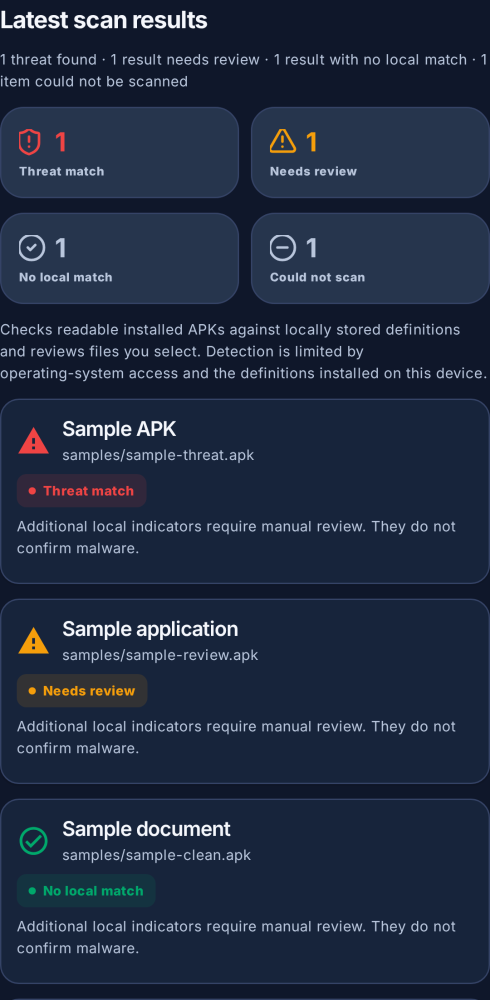 Latest scan results
1 threat found · 1 result needs review · 1 result with no local match · 1
item could not be scanned
1
Threat match
1
Needs review
1
No local match
1
Could not scan
Checks readable installed APKs against locally stored definitions
and reviews files you select. Detection is limited by
operating-system access and the definitions installed on this device.
Sample APK
samples/sample-threat.apk
Threat match
Additional local indicators require manual review. They do not
confirm malware.
Sample application
samples/sample-review.apk
Needs review
Additional local indicators require manual review. They do not
confirm malware.
Sample document
samples/sample-clean.apk
No local match
Additional local indicators require manual review. They do not
confirm malware.